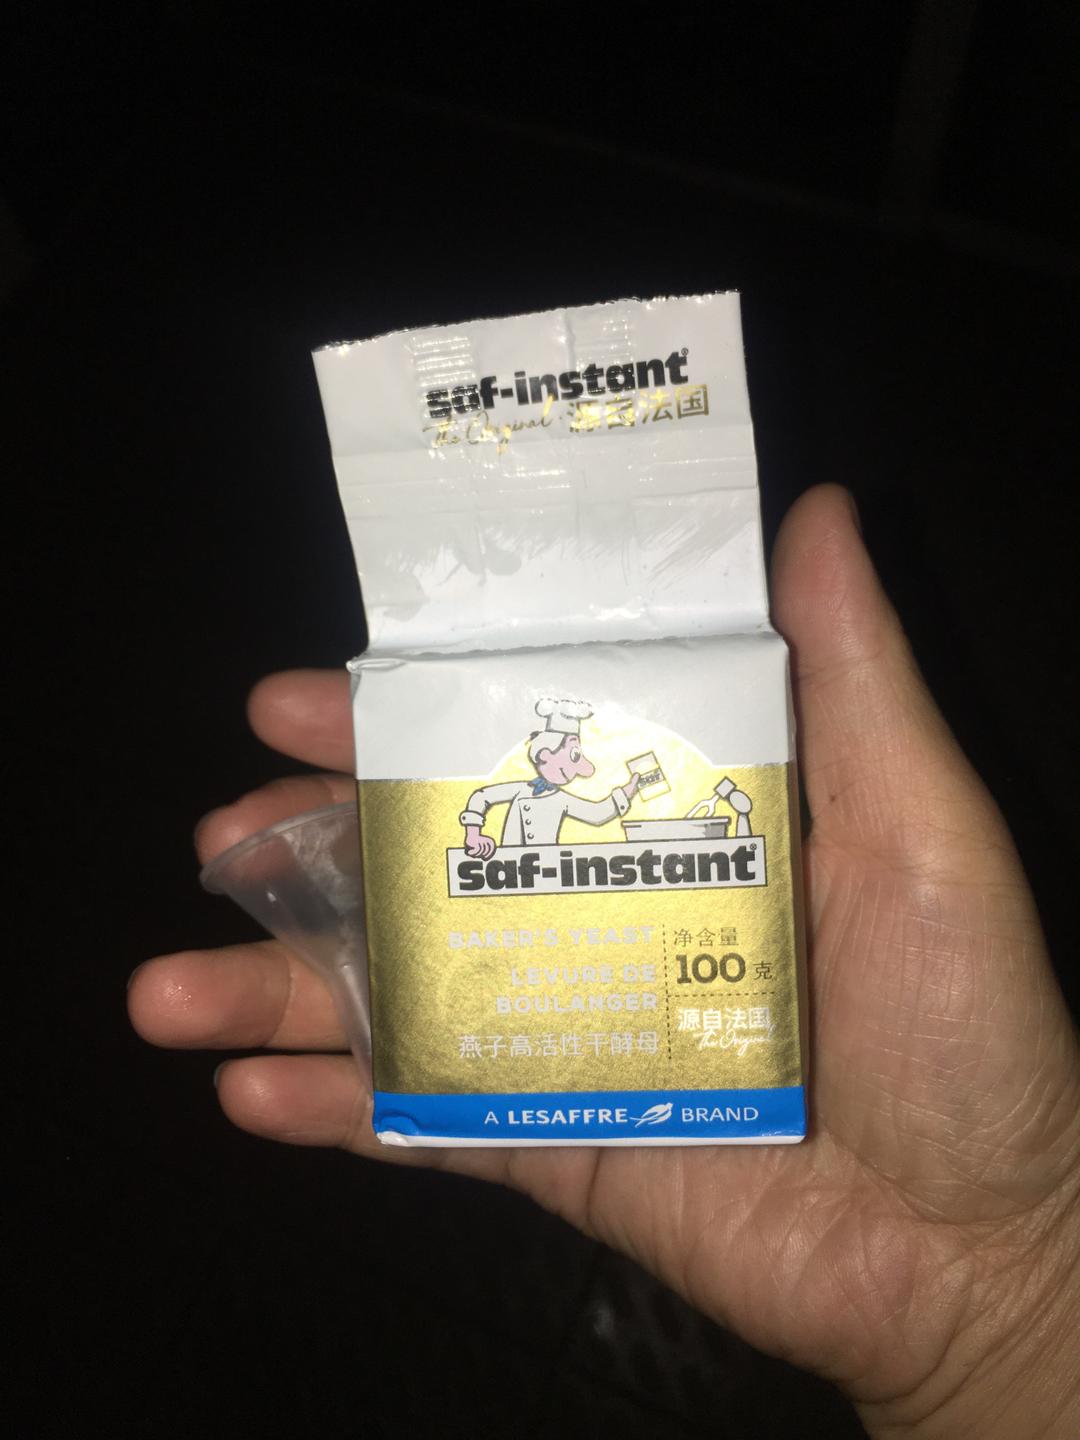 saf-instant®
The Original 源自法国
saf
saf-instant®
BAKER'S YEAST
LEVURE DE
BOULANGER
燕子高活性干酵母
净含量
100克
源自法国
The Original
A LESAFFRE BRAND